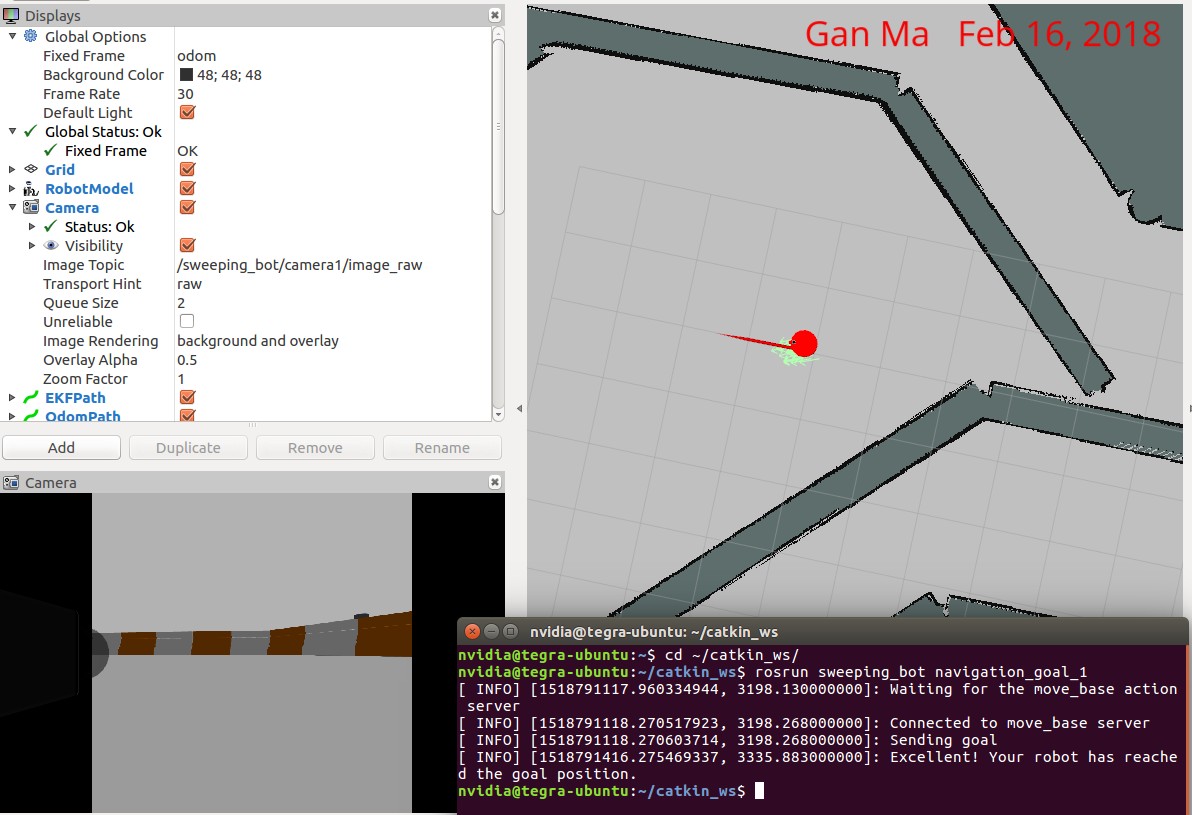 Displays
Global Options
Fixed Frame odom
Background Color 48; 48; 48
Frame Rate 30
Default Light
Global Status: Ok
Fixed Frame OK
Grid
RobotModel
Camera
Status: Ok
Visibility
Image Topic /sweeping_bot/camera1/image_raw
Transport Hint raw
Queue Size 2
Unreliable
Image Rendering background and overlay
Overlay Alpha 0.5
Zoom Factor 1
EKFPath
OdomPath
Add Duplicate Remove Rename
Camera
Gan Ma Feb 16, 2018
nvidia@tegra-ubuntu: ~/catkin_ws
nvidia@tegra-ubuntu:~$ cd ~/catkin_ws/
nvidia@tegra-ubuntu:~/catkin_ws$ rosrun sweeping_bot navigation_goal_1
[ INFO] [1518791117.960334944, 3198.130000000]: Waiting for the move_base action
server
[ INFO] [1518791118.270517923, 3198.268000000]: Connected to move_base server
[ INFO] [1518791118.270603714, 3198.268000000]: Sending goal
[ INFO] [1518791416.275469337, 3335.883000000]: Excellent! Your robot has reache
d the goal position.
nvidia@tegra-ubuntu:~/catkin_ws$